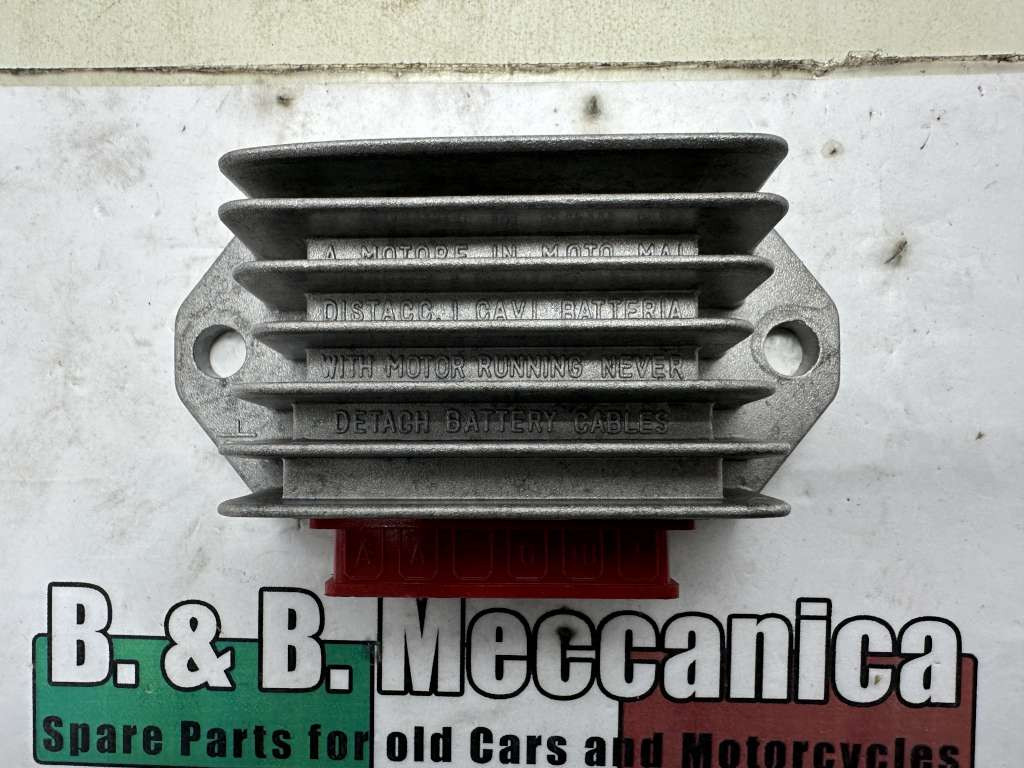 A MOTORE IN MOTO MAI
DISTACC. I CAVI BATTERIA
WITH MOTOR RUNNING NEVER
DETACH BATTERY CABLES
B. & B. Meccanica
Spare Parts for old Cars and Motorcycles